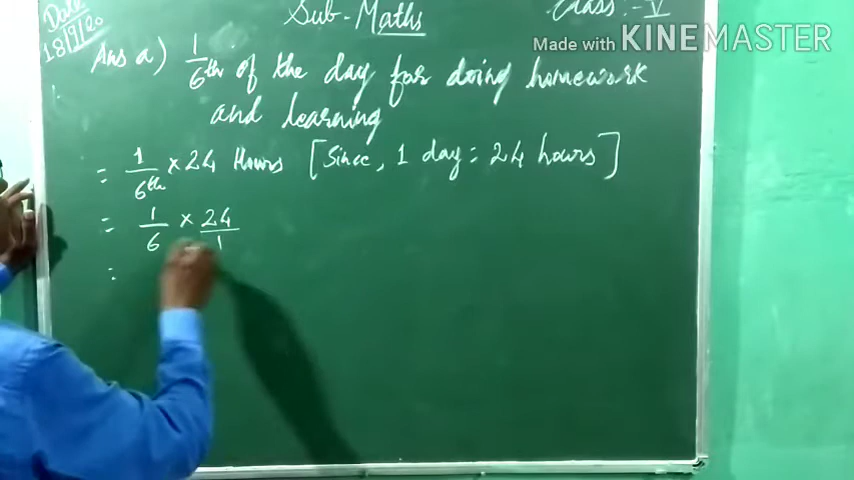 Date
18/9/20
Sub-Maths
Class:-V
Made with KINEMASTER
Ans a) 1/6th of the day for doing homework
and learning
= 1/6th × 24 Hours [Since, 1 day = 24 hours]
= 1/6 × 24/1